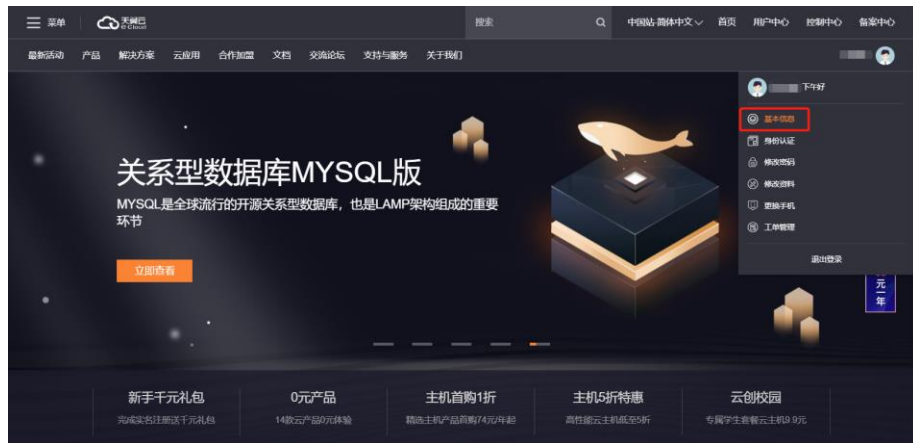 菜单
天翼云
e Cloud
搜索
中国站-简体中文
首页
用户中心
控制中心
备案中心
最新活动
产品
解决方案
云应用
合作加盟
文档
交流论坛
支持与服务
关于我们
下午好
基本信息
身份认证
修改密码
修改资料
更换手机
工单管理
退出登录
关系型数据库MYSQL版
MYSQL是全球流行的开源关系型数据库，也是LAMP架构组成的重要
环节
立即查看
元一年
新手千元礼包
完成实名注册送千元礼包
0元产品
14款云产品0元体验
主机首购1折
精选主机产品首购74元/年起
主机5折特惠
高性能云主机低至5折
云创校园
专属学生套餐云主机9.9元